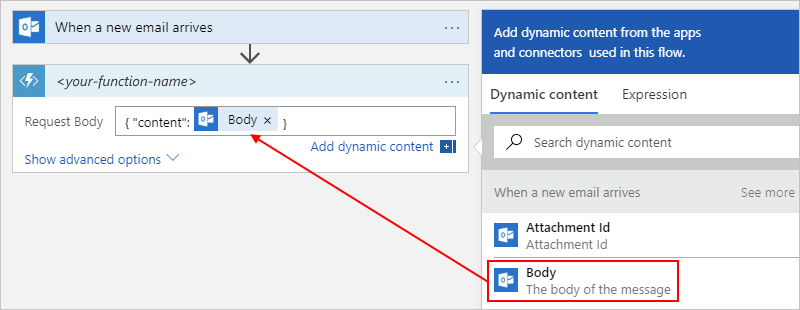 When a new email arrives
<your-function-name>
Request Body { "content": Body × }
Add dynamic content
Show advanced options
Add dynamic content from the apps
and connectors used in this flow.
Dynamic content Expression
Search dynamic content
When a new email arrives See more
Attachment Id
Attachment Id
Body
The body of the message